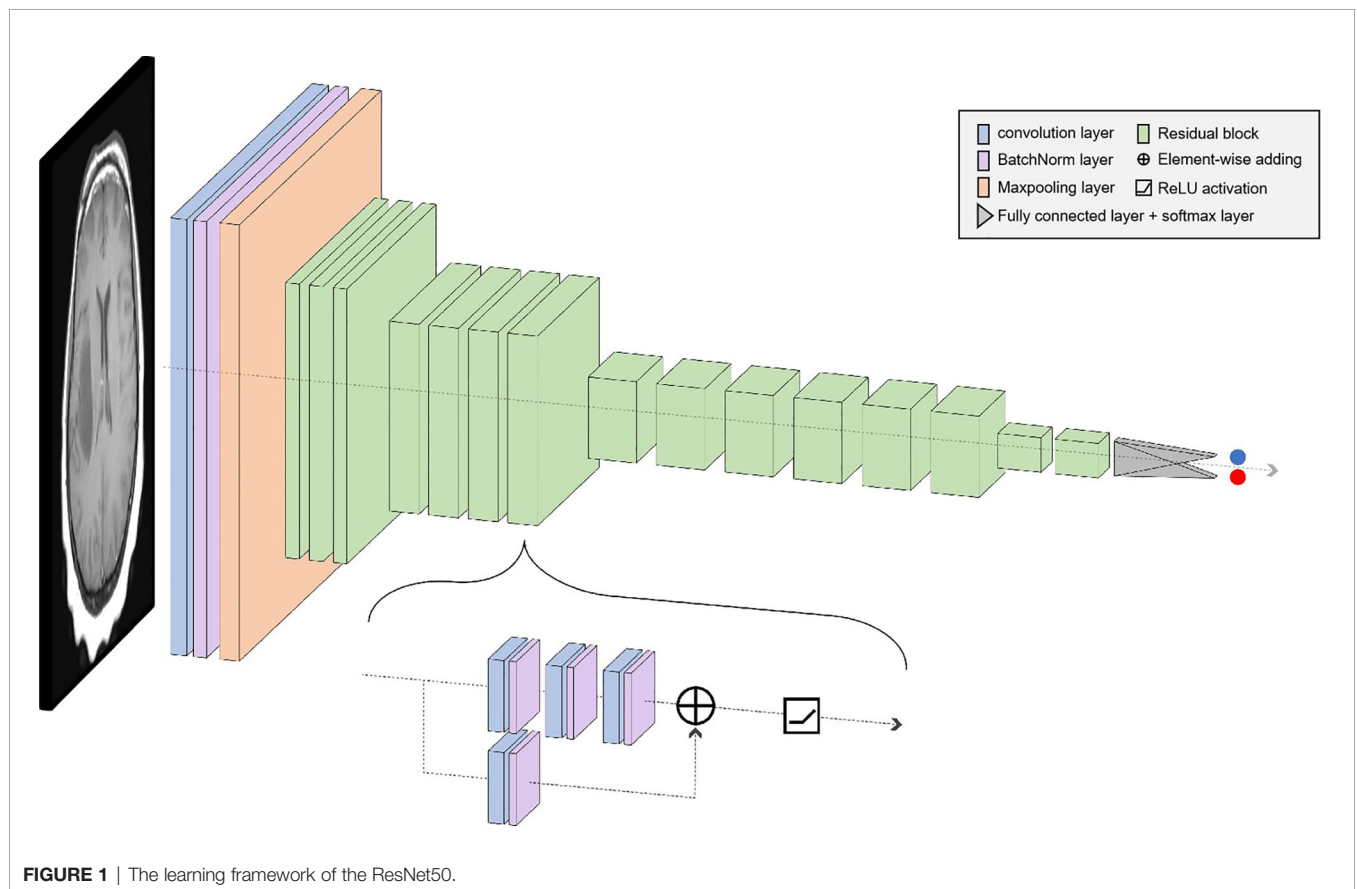 convolution layer
Residual block
BatchNorm layer
Element-wise adding
Maxpooling layer
ReLU activation
Fully connected layer + softmax layer
FIGURE 1 | The learning framework of the ResNet50.